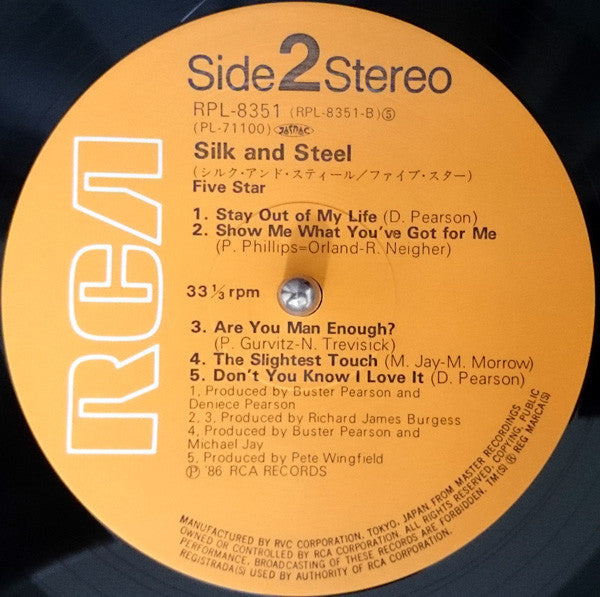 RCA
Side 2 Stereo
RPL-8351 (RPL-8351-B)Ⓢ
(PL-71100) JASRAC
Silk and Steel
(シルク・アンド・スティール／ファイブ・スター)
Five Star
1. Stay Out of My Life (D. Pearson)
2. Show Me What You've Got for Me
(P. Phillips=Orland-R. Neigher)
33 1/3 rpm
3. Are You Man Enough?
(P. Gurvitz-N. Trevisick)
4. The Slightest Touch (M. Jay-M. Morrow)
5. Don't You Know I Love It (D. Pearson)
1, Produced by Buster Pearson and
Deniece Pearson
2, 3, Produced by Richard James Burgess
4, Produced by Buster Pearson and
Michael Jay
5, Produced by Pete Wingfield
Ⓟ '86 RCA RECORDS
MANUFACTURED BY RVC CORPORATION, TOKYO, JAPAN FROM MASTER RECORDINGS
OWNED OR CONTROLLED BY RCA CORPORATION. ALL RIGHTS RESERVED. COPYING, PUBLIC
PERFORMANCE, BROADCASTING OF THESE RECORDS ARE FORBIDDEN. TM(S) ® REG MARCA(S)
REGISTRADA(S) USED BY AUTHORITY OF RCA CORPORATION.